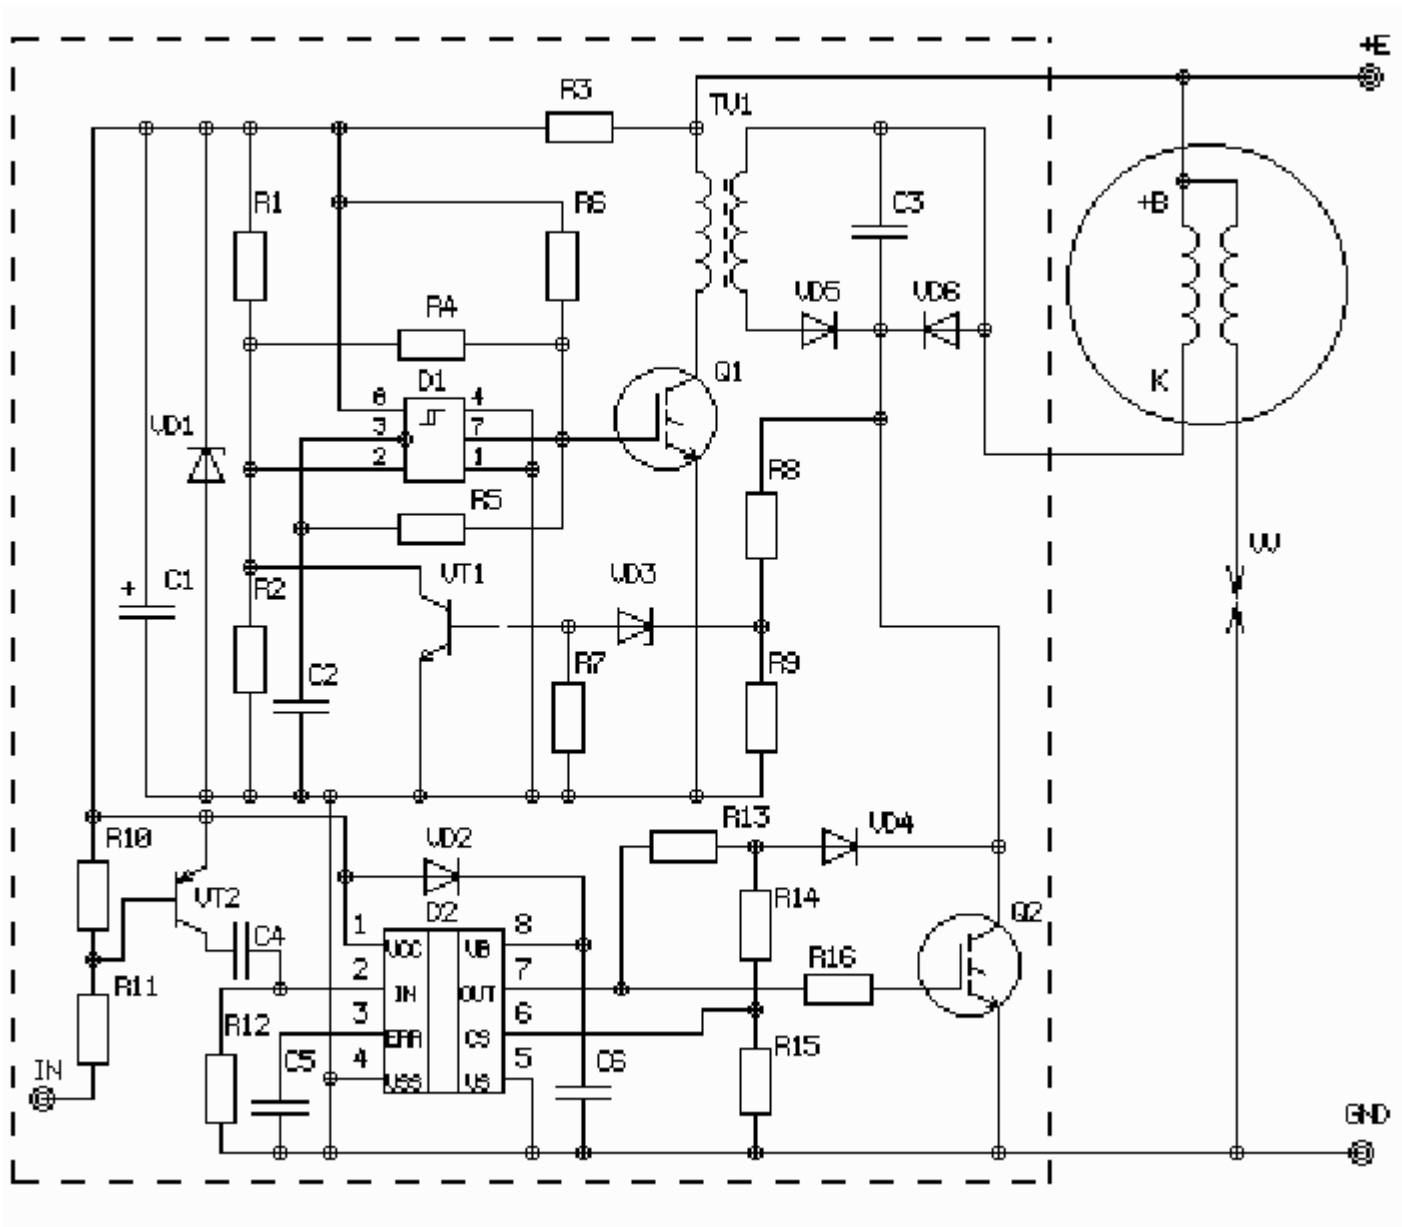 +E
R3
TV1
R1
R6
C3
+B
R4
VD5
VD6
D1
Q1
K
6
4
VD1
3
7
2
1
R8
R5
VV
+
C1
R2
VT1
VD3
C2
R7
R9
R10
VD2
R13
VD4
VT2
D2
R14
Q2
C4
1
VCC
VB
8
2
IN
OUT
7
R16
R11
3
ERR
CS
6
R12
C5
4
VSS
VS
5
C6
R15
IN
GND